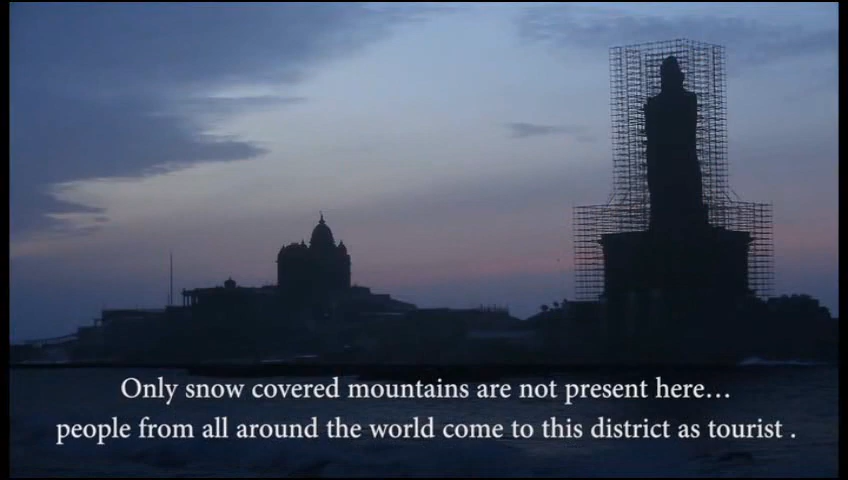 Only snow covered mountains are not present here...
people from all around the world come to this district as tourist .